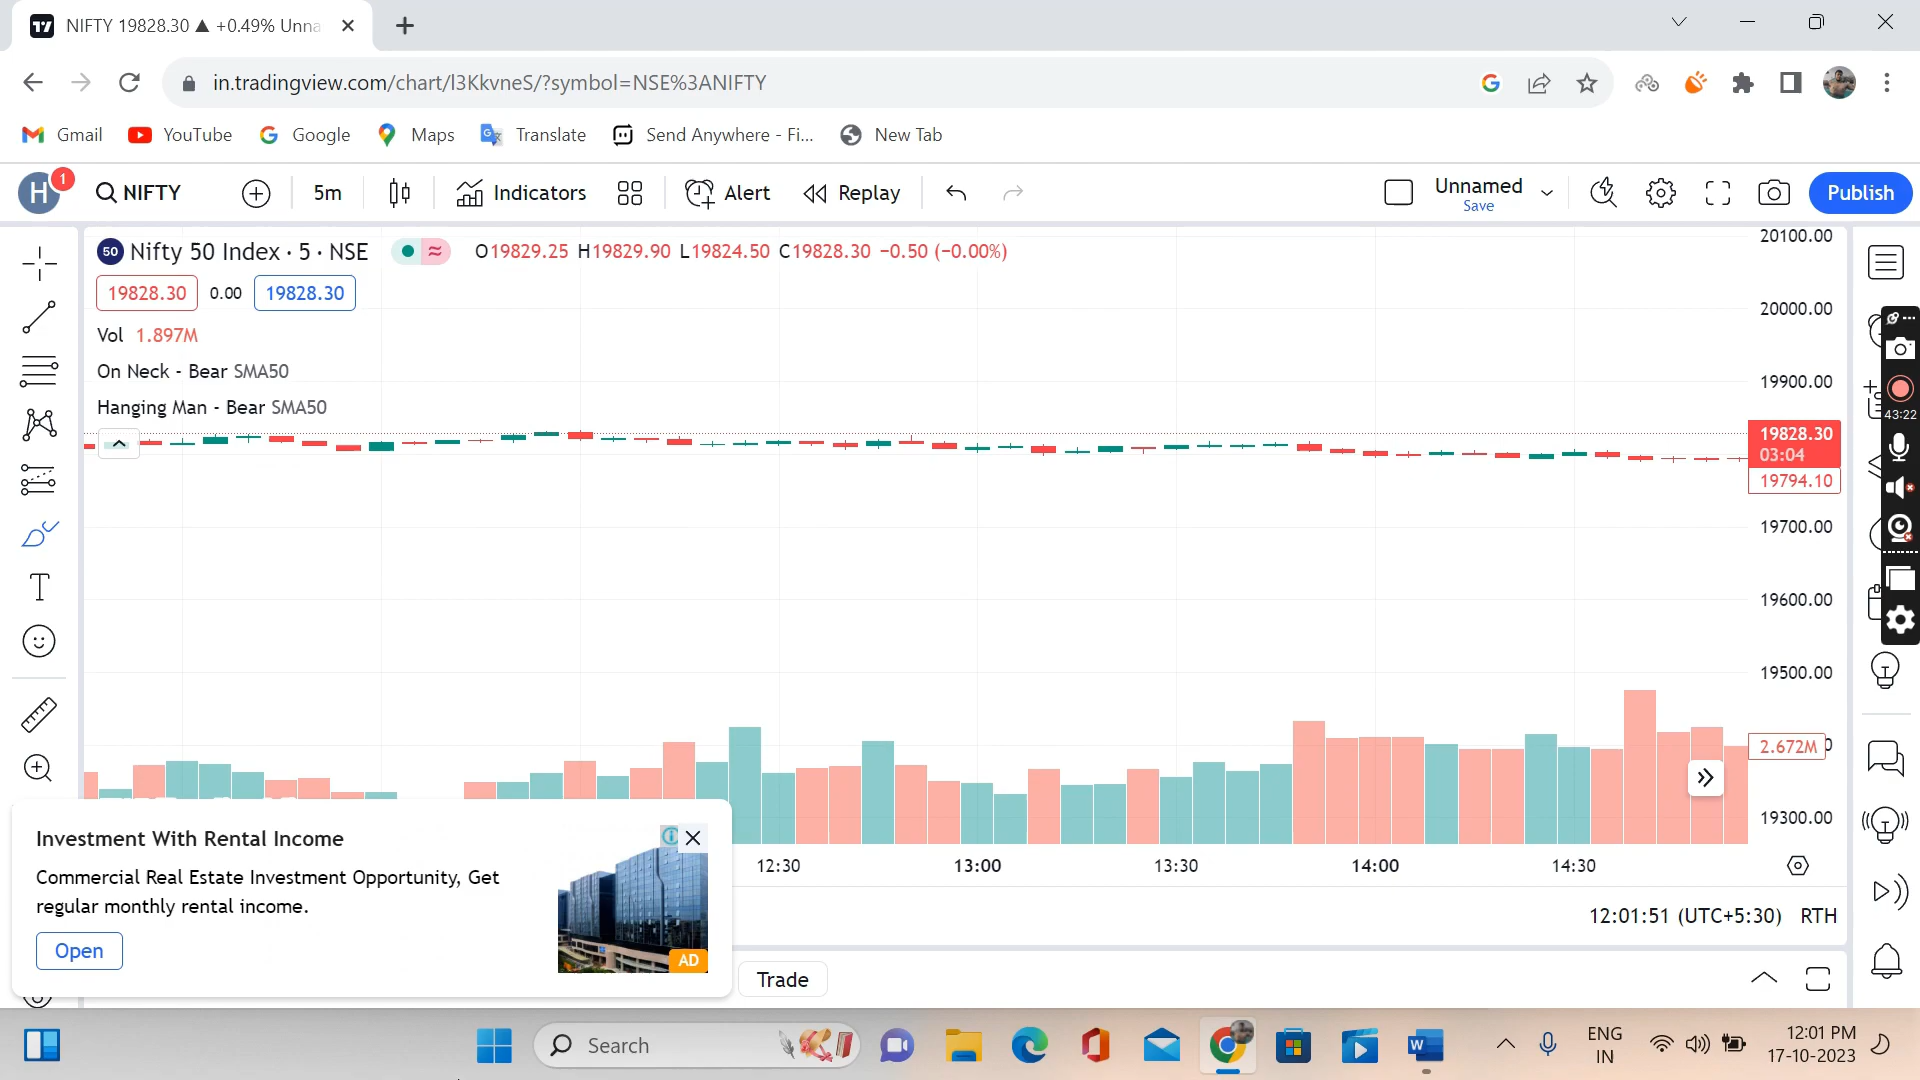 NIFTY 19828.30 ▲ +0.49% Unna
in.tradingview.com/chart/l3KkvneS/?symbol=NSE%3ANIFTY
Gmail YouTube Google Maps Translate Send Anywhere - Fi... New Tab
H 1 NIFTY 5m Indicators Alert Replay Unnamed Save Publish
50 Nifty 50 Index · 5 · NSE O19829.25 H19829.90 L19824.50 C19828.30 −0.50 (−0.00%)
19828.30 0.00 19828.30
Vol 1.897M
On Neck - Bear SMA50
Hanging Man - Bear SMA50
20100.00
20000.00
19900.00
19828.30
03:04
19794.10
19700.00
19600.00
19500.00
2.672M
19300.00
43:22
12:30 13:00 13:30 14:00 14:30
Investment With Rental Income
Commercial Real Estate Investment Opportunity, Get
regular monthly rental income.
Open
AD
12:01:51 (UTC+5:30) RTH
Trade
Search
W
ENG
IN
12:01 PM
17-10-2023